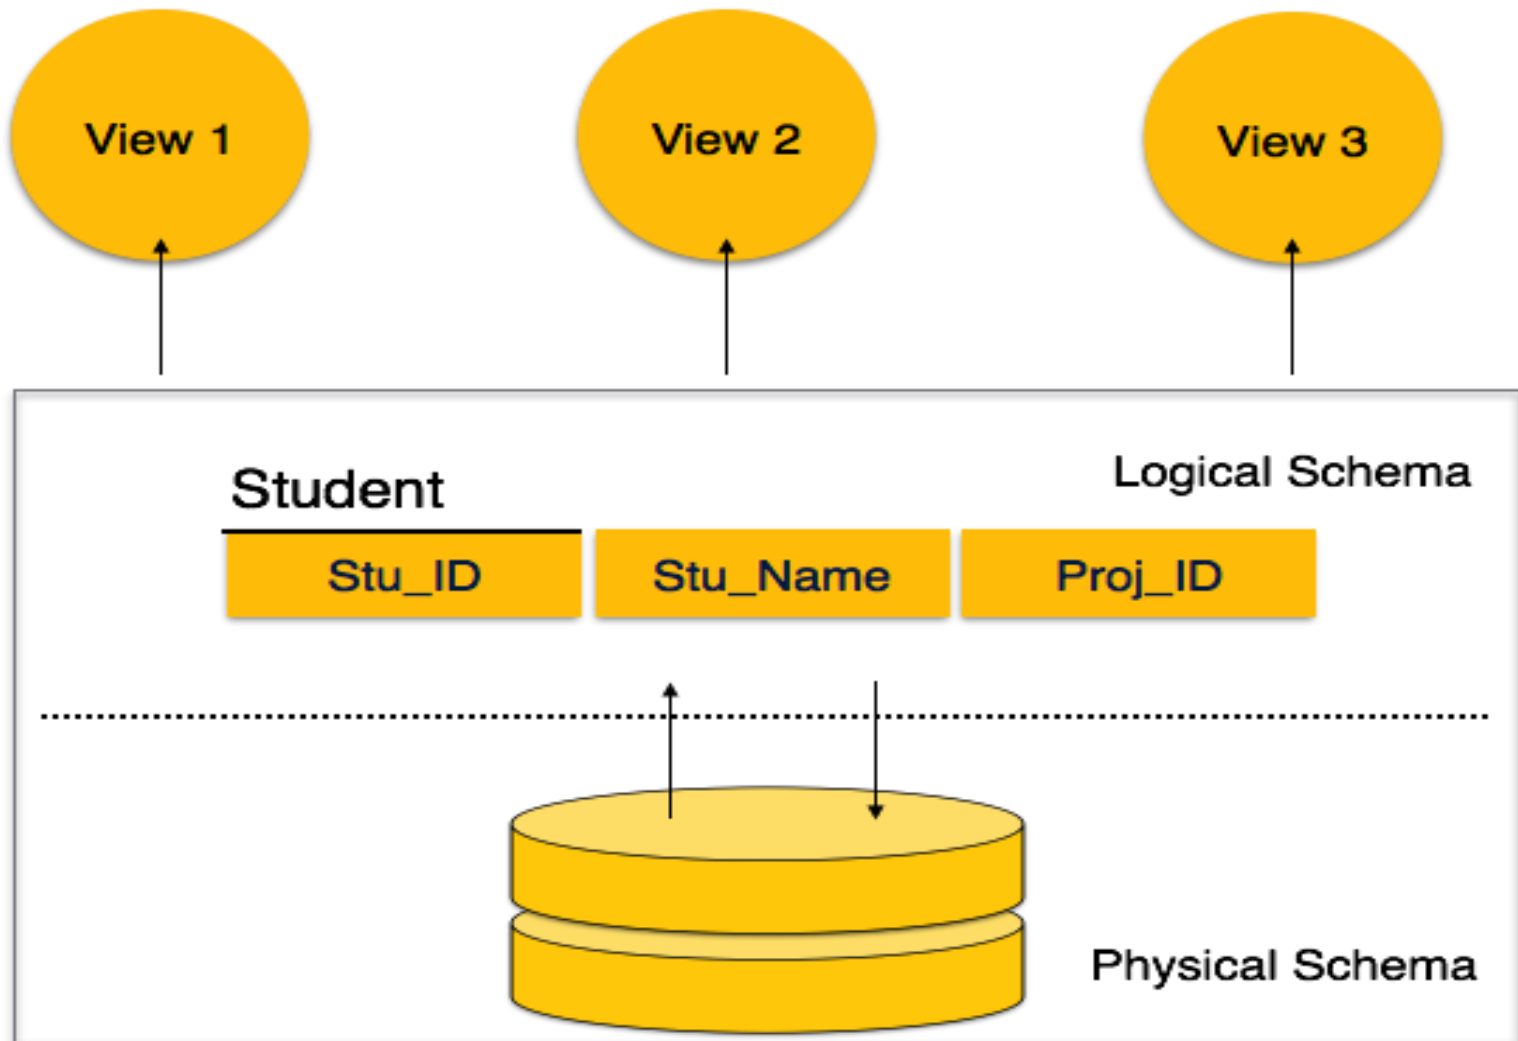 View 1
View 2
View 3
Logical Schema
Student
Stu_ID
Stu_Name
Proj_ID
Physical Schema